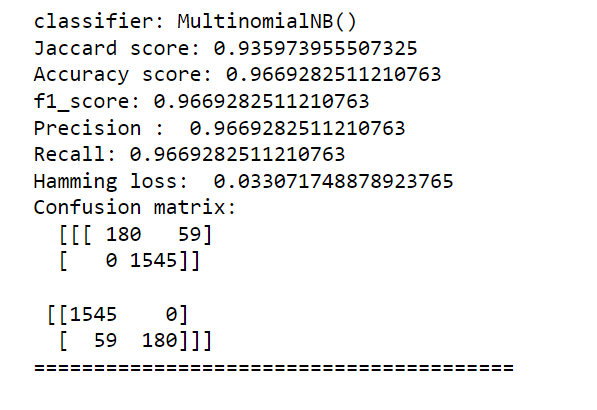 classifier: MultinomialNB()
Jaccard score: 0.935973955507325
Accuracy score: 0.9669282511210763
f1_score: 0.9669282511210763
Precision :  0.9669282511210763
Recall: 0.9669282511210763
Hamming loss:  0.033071748878923765
Confusion matrix:
  [[[ 180   59]
  [   0 1545]]

 [[1545    0]
  [  59  180]]]
========================================